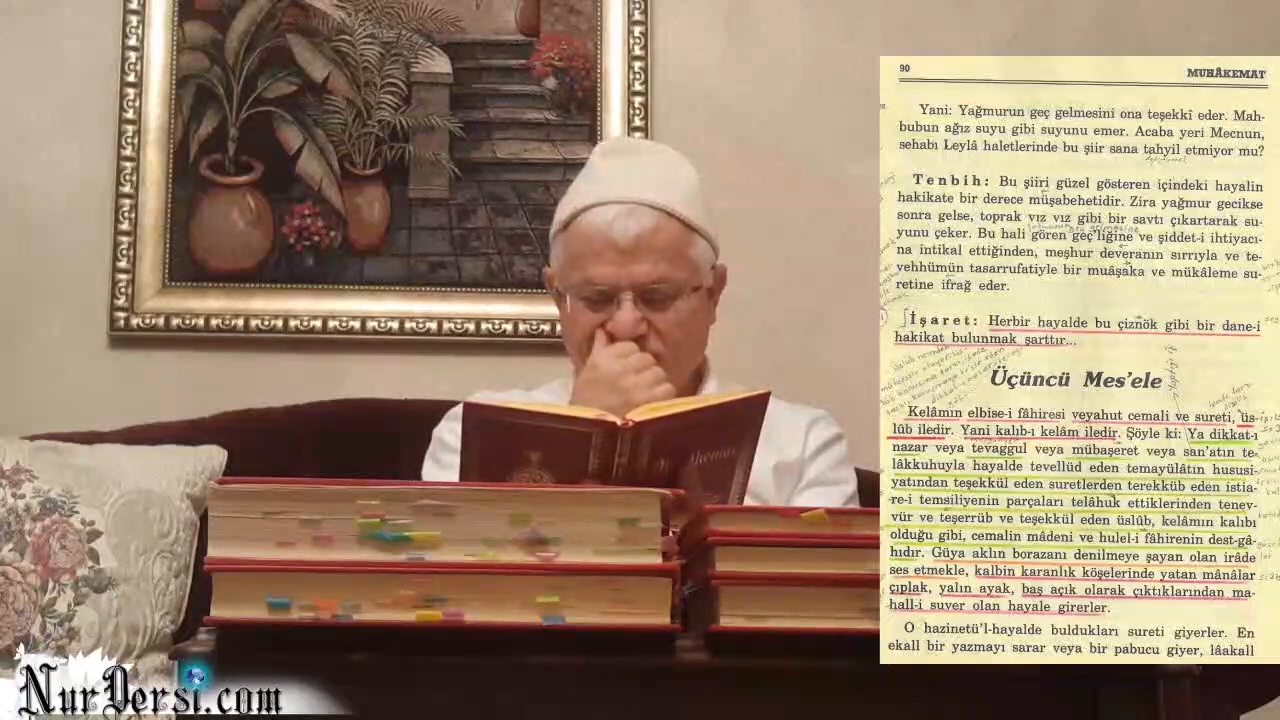 90
MUHÂKEMAT
Yani: Yağmurun geç gelmesini ona teşekkî eder. Mah-
bubun ağız suyu gibi suyunu emer. Acaba yeri Mecnun,
sehabı Leylâ haletlerinde bu şiir sana tahyil etmiyor mu?
Tenbih: Bu şiiri güzel gösteren içindeki hayalin
hakikate bir derece müşabehetidir. Zira yağmur gecikse
sonra gelse, toprak vız vız gibi bir savtı çıkartarak su-
yunu çeker. Bu hali gören geç'liğine ve şiddet-i ihtiyacı-
na intikal ettiğinden, meşhur deveranın sırrıyla ve te-
vehhümün tasarrufatiyle bir muâşaka ve mükâleme su-
retine ifrağ eder.
İşaret: Herbir hayalde bu çiznök gibi bir dane-i
hakikat bulunmak şarttır...
Üçüncü Mes'ele
Kelâmın elbise-i fâhiresi veyahut cemali ve sureti, üs-
lûb iledir. Yani kalıb-ı kelâm iledir. Şöyle ki: Ya dikkat-ı
nazar veya tevaggul veya mübaşeret veya san'atın te-
lâkkuhuyla hayalde tevellüd eden temayülâtın hususi-
yatından teşekkül eden suretlerden terekküb eden istia-
re-i temsiliyenin parçaları telâhuk ettiklerinden tenev-
vür ve teşerrüb ve teşekkül eden üslûb, kelâmın kalıbı
olduğu gibi, cemalin mâdeni ve hulel-i fâhirenin dest-gâ-
hıdır. Güya aklın borazanı denilmeye şayan olan irâde
ses etmekle, kalbin karanlık köşelerinde yatan mânâlar
çıplak, yalın ayak, baş açık olarak çıktıklarından ma-
hall-i suver olan hayale girerler.
O hazinetü'l-hayalde buldukları sureti giyerler. En
ekall bir yazmayı sarar veya bir pabucu giyer, lâakall
NurDersi.com